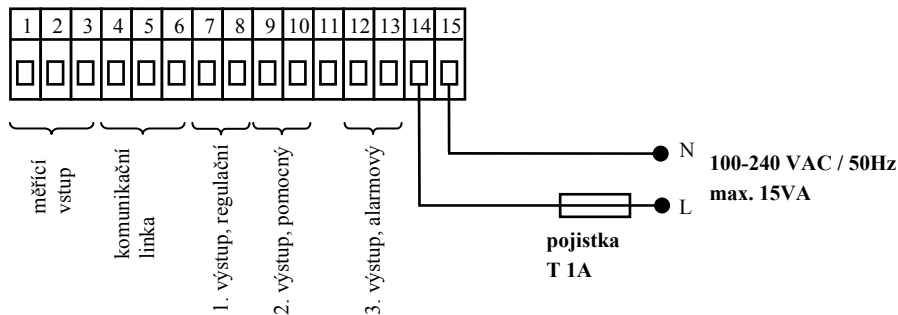 1 2 3 4 5 6 7 8 9 10 11 12 13 14 15
měřící
vstup
komunikační
linka
1. výstup, regulační
2. výstup, pomocný
3. výstup, alarmový
N
L
100-240 VAC / 50Hz
max. 15VA
pojistka
T 1A